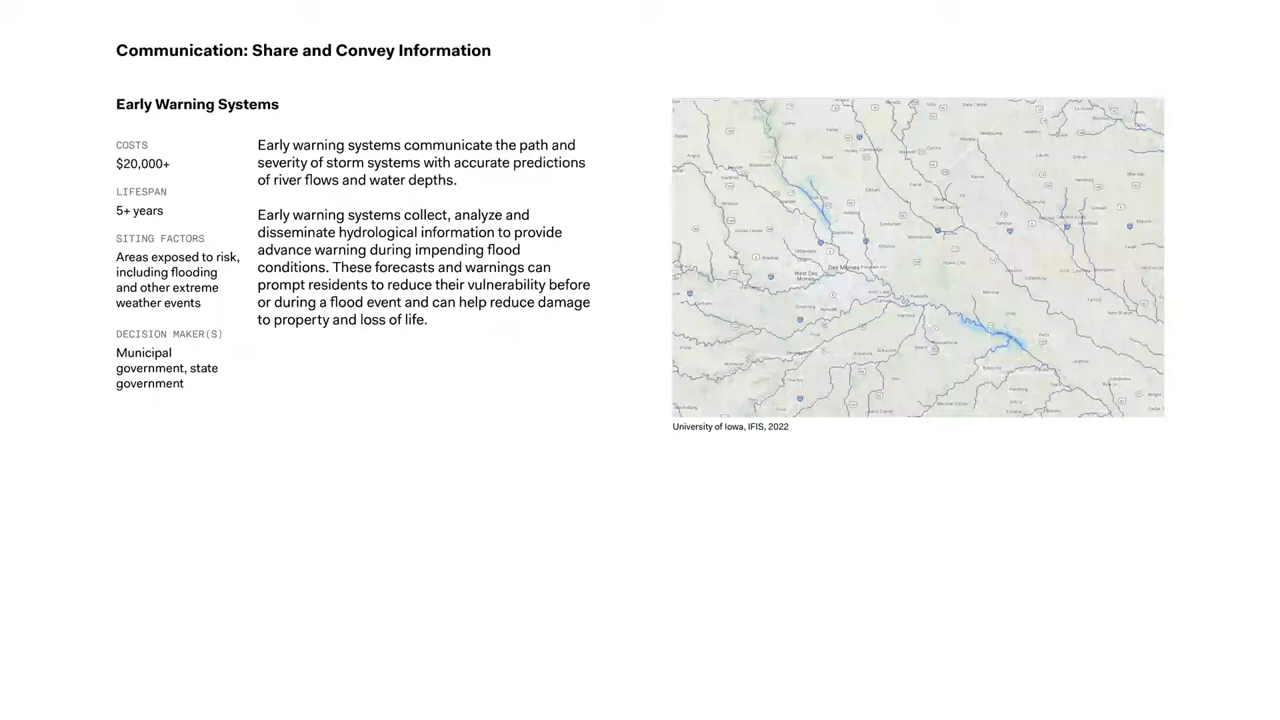 Communication: Share and Convey Information
Early Warning Systems
COSTS
$20,000+
LIFESPAN
5+ years
SITING FACTORS
Areas exposed to risk,
including flooding
and other extreme
weather events
DECISION MAKER(S)
Municipal
government, state
government
Early warning systems communicate the path and
severity of storm systems with accurate predictions
of river flows and water depths.
Early warning systems collect, analyze and
disseminate hydrological information to provide
advance warning during impending flood
conditions. These forecasts and warnings can
prompt residents to reduce their vulnerability before
or during a flood event and can help reduce damage
to property and loss of life.
West Des
Moines
Des Moines
University of Iowa, IFIS, 2022